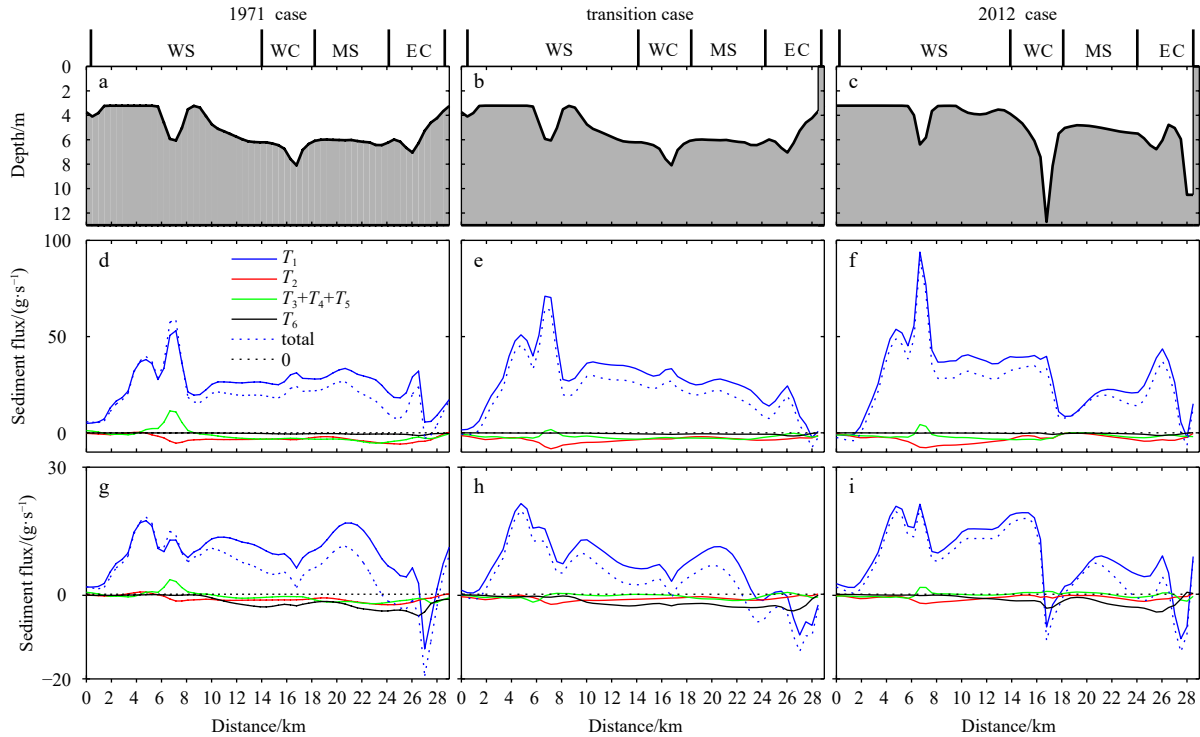 1971 case transition case 2012 case
WS WC MS EC WS WC MS EC WS WC MS EC
0
2
4
6
8
10
12
Depth/m
a b c
100
50
0
Sediment flux/(g·s⁻¹)
d e f
T₁
T₂
T₃+T₄+T₅
T₆
total
0
30
0
−20
Sediment flux/(g·s⁻¹)
g h i
0 2 4 6 8 10 12 14 16 18 20 22 24 26 28 0 2 4 6 8 10 12 14 16 18 20 22 24 26 28 0 2 4 6 8 10 12 14 16 18 20 22 24 26 28
Distance/km Distance/km Distance/km